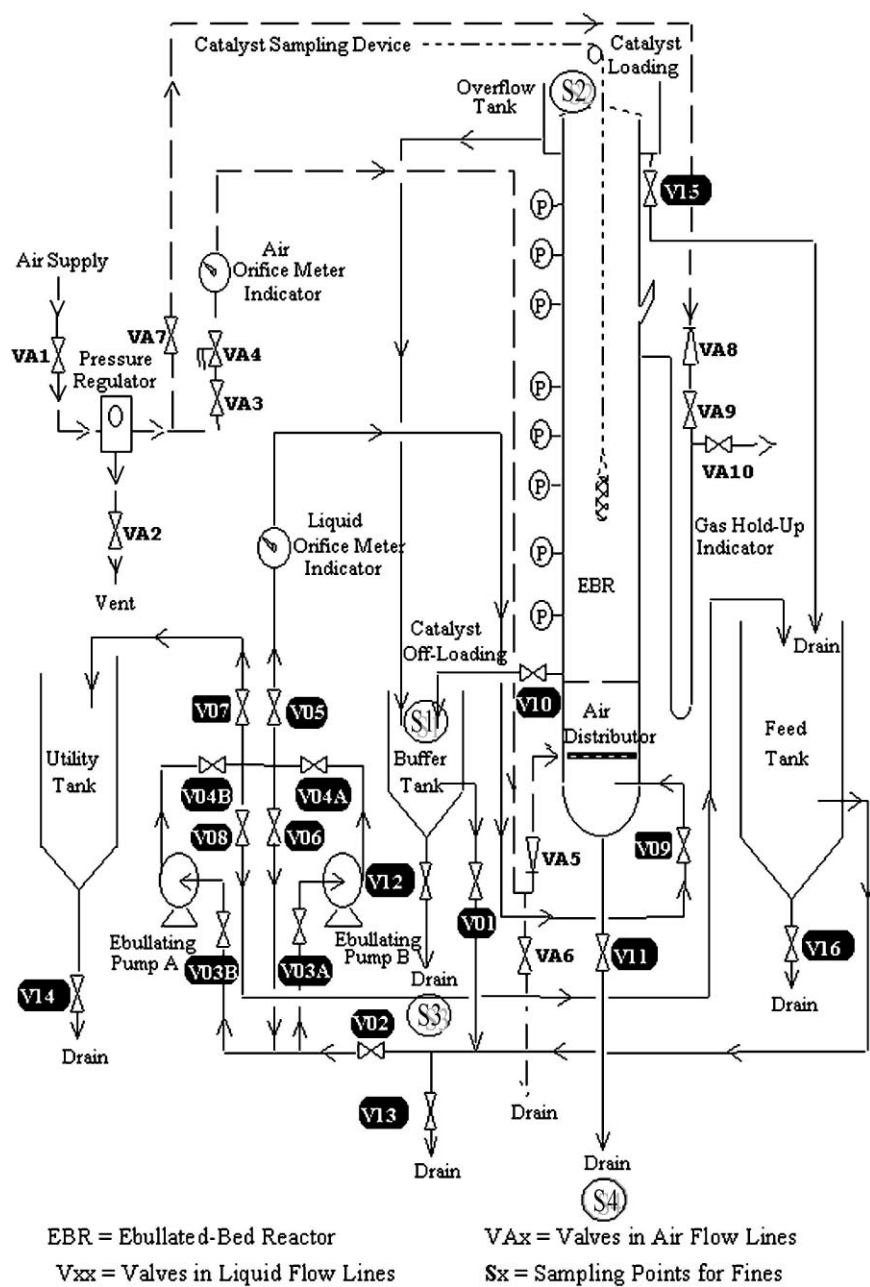 Catalyst Sampling Device
Catalyst
Loading
Overflow
Tank
S2
V15
Air
Orifice Meter
Indicator
Air Supply
VA1
Pressure
Regulator
VA7
VA4
VA3
VA8
VA9
VA10
P
P
P
P
P
P
P
P
O
VA2
Vent
Liquid
Orifice Meter
Indicator
Gas Hold-Up
Indicator
EBR
Catalyst
Off-Loading
V10
Drain
V07
V05
S1
Buffer
Tank
Air
Distributor
Utility
Tank
Feed
Tank
V04B
V04A
V08
V06
V12
VA5
V09
V01
Ebullating
Pump A
V03B
V03A
Ebullating
Pump B
Drain
VA6
V11
V16
Drain
V14
Drain
S3
V02
V13
Drain
Drain
Drain
S4
EBR = Ebullated-Bed Reactor
VAx = Valves in Air Flow Lines
Vxx = Valves in Liquid Flow Lines
Sx = Sampling Points for Fines